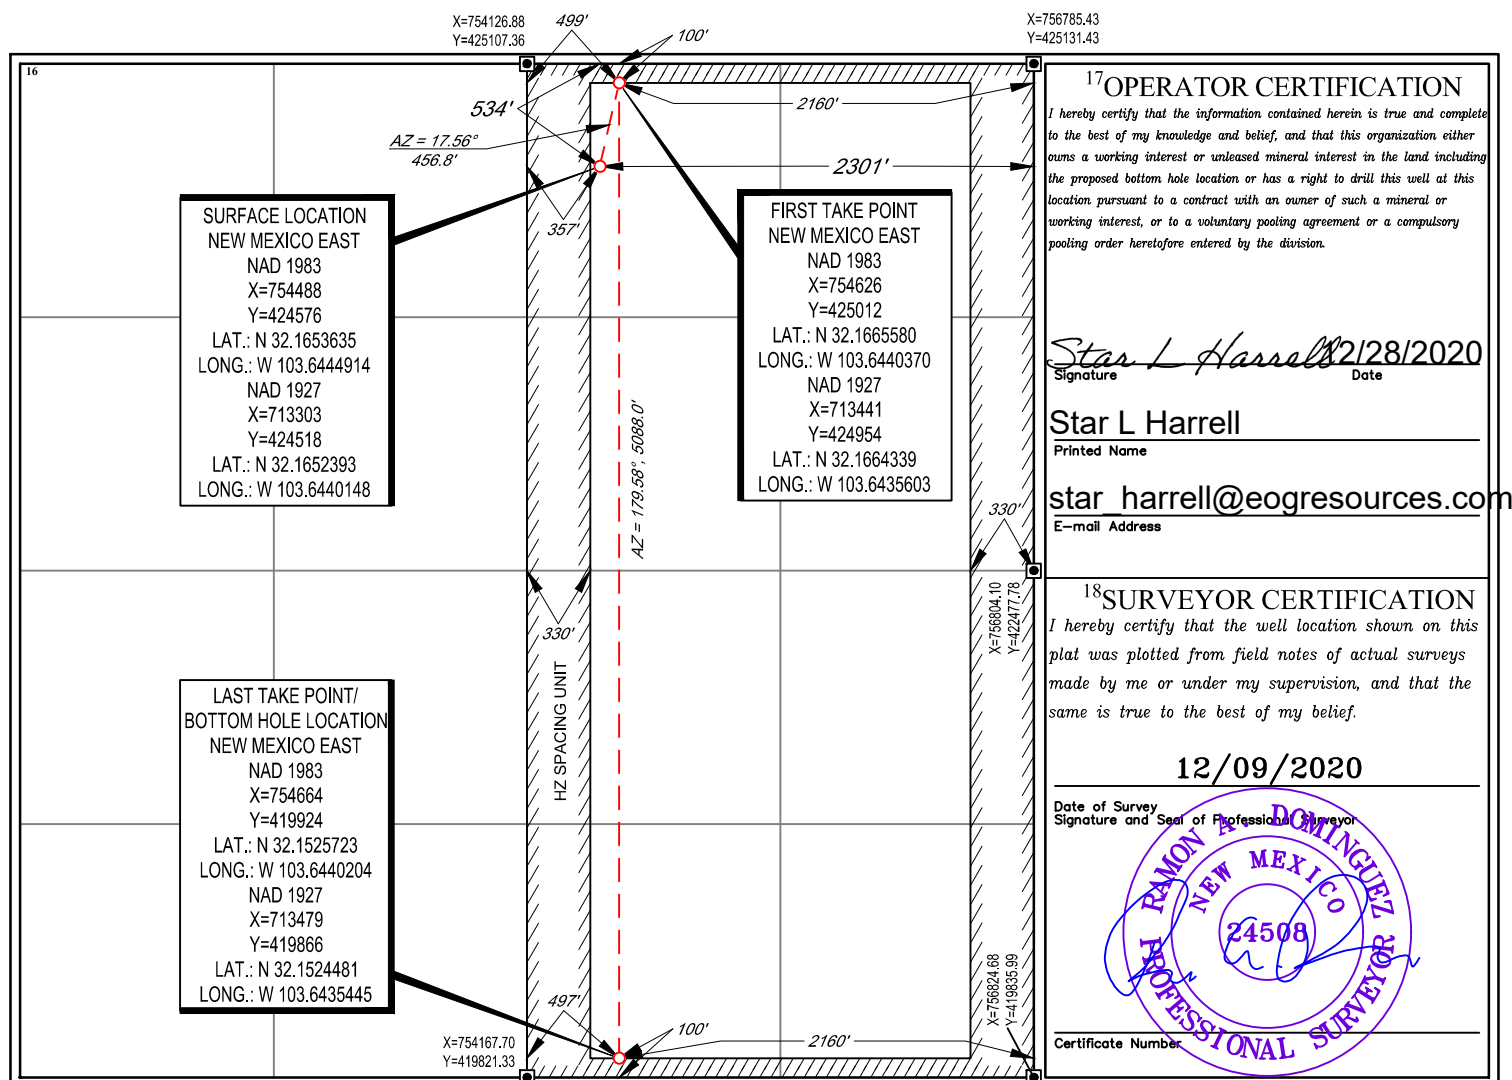 X=754126.88
Y=425107.36
499'
100'
X=756785.43
Y=425131.43
16
534'
2160'
AZ = 17.56°
456.8'
2301'
357'
SURFACE LOCATION
NEW MEXICO EAST
NAD 1983
X=754488
Y=424576
LAT.: N 32.1653635
LONG.: W 103.6444914
NAD 1927
X=713303
Y=424518
LAT.: N 32.1652393
LONG.: W 103.6440148
FIRST TAKE POINT
NEW MEXICO EAST
NAD 1983
X=754626
Y=425012
LAT.: N 32.1665580
LONG.: W 103.6440370
NAD 1927
X=713441
Y=424954
LAT.: N 32.1664339
LONG.: W 103.6435603
AZ = 179.58°, 5088.0'
330'
330'
X=756804.10
Y=422477.78
HZ SPACING UNIT
LAST TAKE POINT/
BOTTOM HOLE LOCATION
NEW MEXICO EAST
NAD 1983
X=754664
Y=419924
LAT.: N 32.1525723
LONG.: W 103.6440204
NAD 1927
X=713479
Y=419866
LAT.: N 32.1524481
LONG.: W 103.6435445
X=756824.68
Y=419835.99
497'
100'
2160'
X=754167.70
Y=419821.33
17 OPERATOR CERTIFICATION
I hereby certify that the information contained herein is true and complete
to the best of my knowledge and belief, and that this organization either
owns a working interest or unleased mineral interest in the land including
the proposed bottom hole location or has a right to drill this well at this
location pursuant to a contract with an owner of such a mineral or
working interest, or to a voluntary pooling agreement or a compulsory
pooling order heretofore entered by the division.
Star L Harrell 12/28/2020
Signature Date
Star L Harrell
Printed Name
star_harrell@eogresources.com
E-mail Address
18 SURVEYOR CERTIFICATION
I hereby certify that the well location shown on this
plat was plotted from field notes of actual surveys
made by me or under my supervision, and that the
same is true to the best of my belief.
12/09/2020
Date of Survey
Signature and Seal of Professional Surveyor
RAMON A. DOMINGUEZ
NEW MEXICO
24508
PROFESSIONAL SURVEYOR
Certificate Number